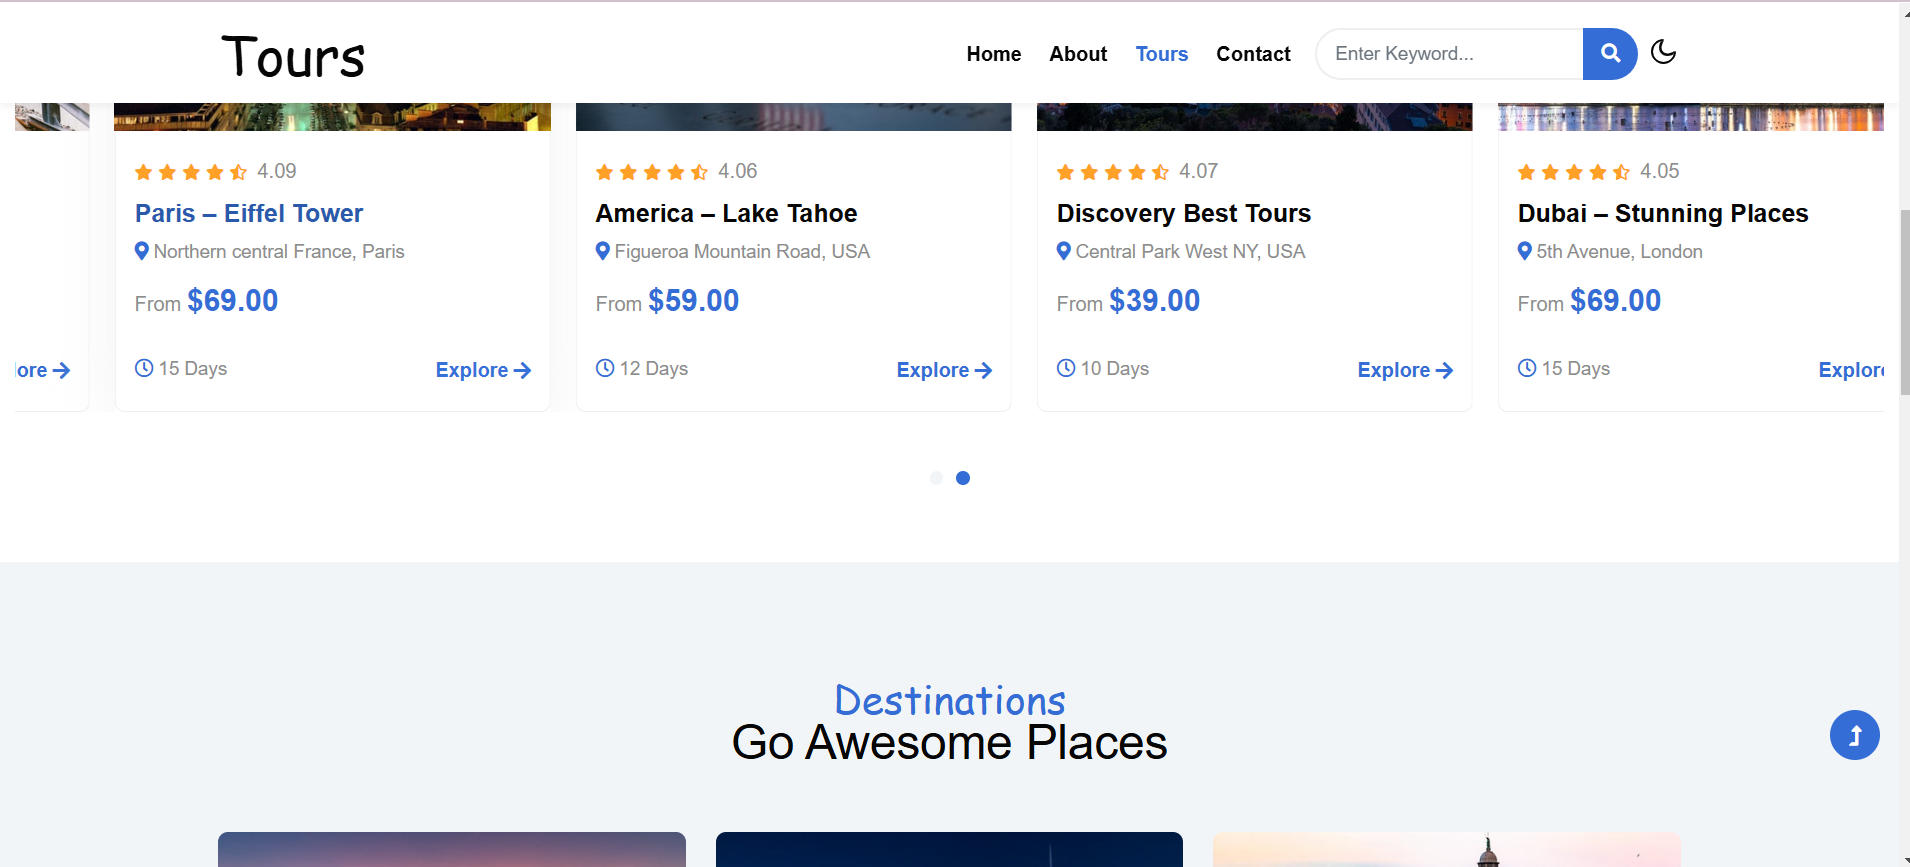 Tours
Home About Tours Contact Enter Keyword...
4.09
Paris – Eiffel Tower
Northern central France, Paris
From $69.00
15 Days Explore
4.06
America – Lake Tahoe
Figueroa Mountain Road, USA
From $59.00
12 Days Explore
4.07
Discovery Best Tours
Central Park West NY, USA
From $39.00
10 Days Explore
4.05
Dubai – Stunning Places
5th Avenue, London
From $69.00
15 Days Explore
Destinations
Go Awesome Places